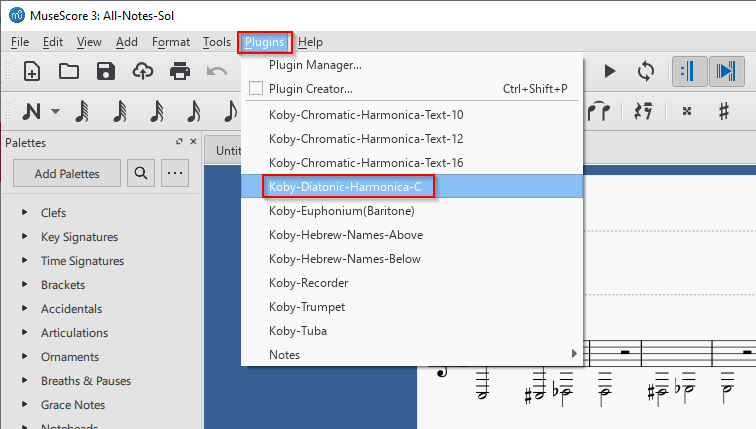 MuseScore 3: All-Notes-Sol
File Edit View Add Format Tools Plugins Help
Plugin Manager...
Plugin Creator... Ctrl+Shift+P
Koby-Chromatic-Harmonica-Text-10
Koby-Chromatic-Harmonica-Text-12
Koby-Chromatic-Harmonica-Text-16
Koby-Diatonic-Harmonica-C
Koby-Euphonium(Baritone)
Koby-Hebrew-Names-Above
Koby-Hebrew-Names-Below
Koby-Recorder
Koby-Trumpet
Koby-Tuba
Notes
Palettes
Add Palettes
...
Clefs
Key Signatures
Time Signatures
Brackets
Accidentals
Articulations
Ornaments
Breaths & Pauses
Grace Notes
Noteheads
Untit